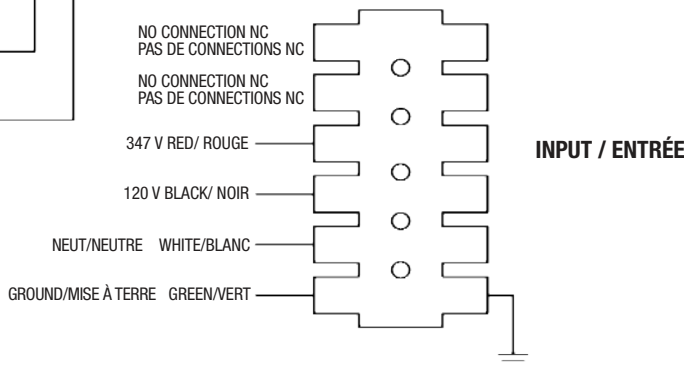 NO CONNECTION NC
PAS DE CONNECTIONS NC
NO CONNECTION NC
PAS DE CONNECTIONS NC
347 V RED/ ROUGE
INPUT / ENTRÉE
120 V BLACK/ NOIR
NEUT/NEUTRE WHITE/BLANC
GROUND/MISE À TERRE GREEN/VERT